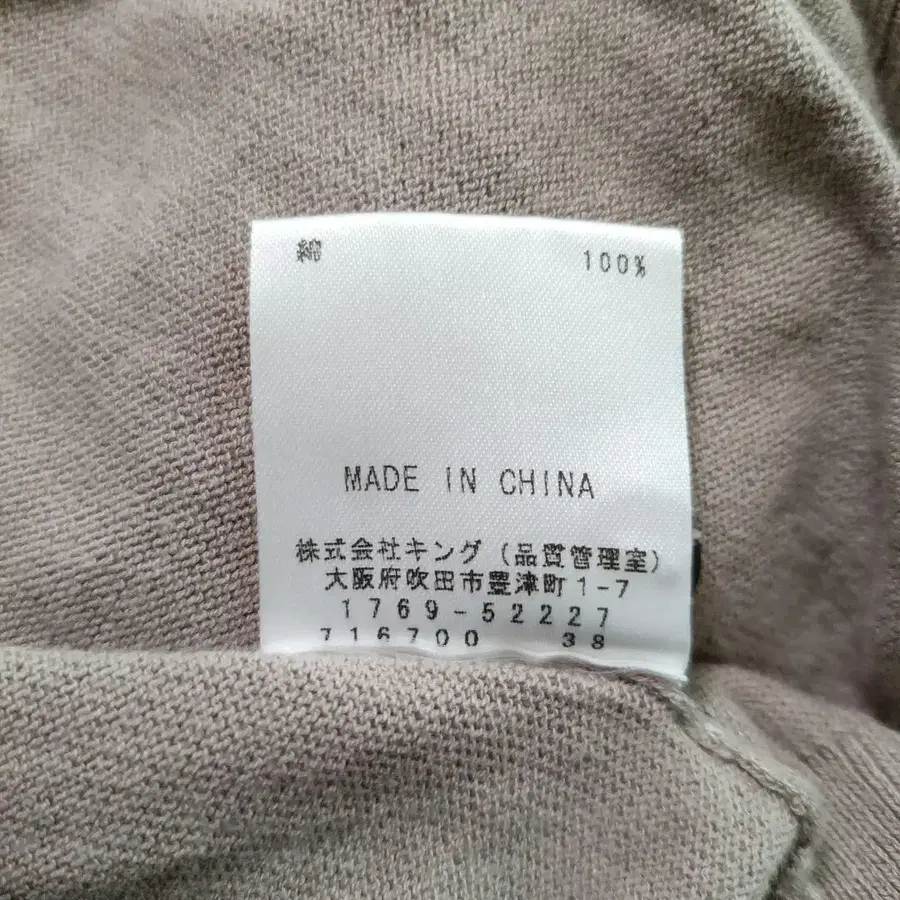 綿 100%
MADE IN CHINA
株式会社キング(品質管理室)
大阪府吹田市豊津町1-7
1769-52227
716700 38